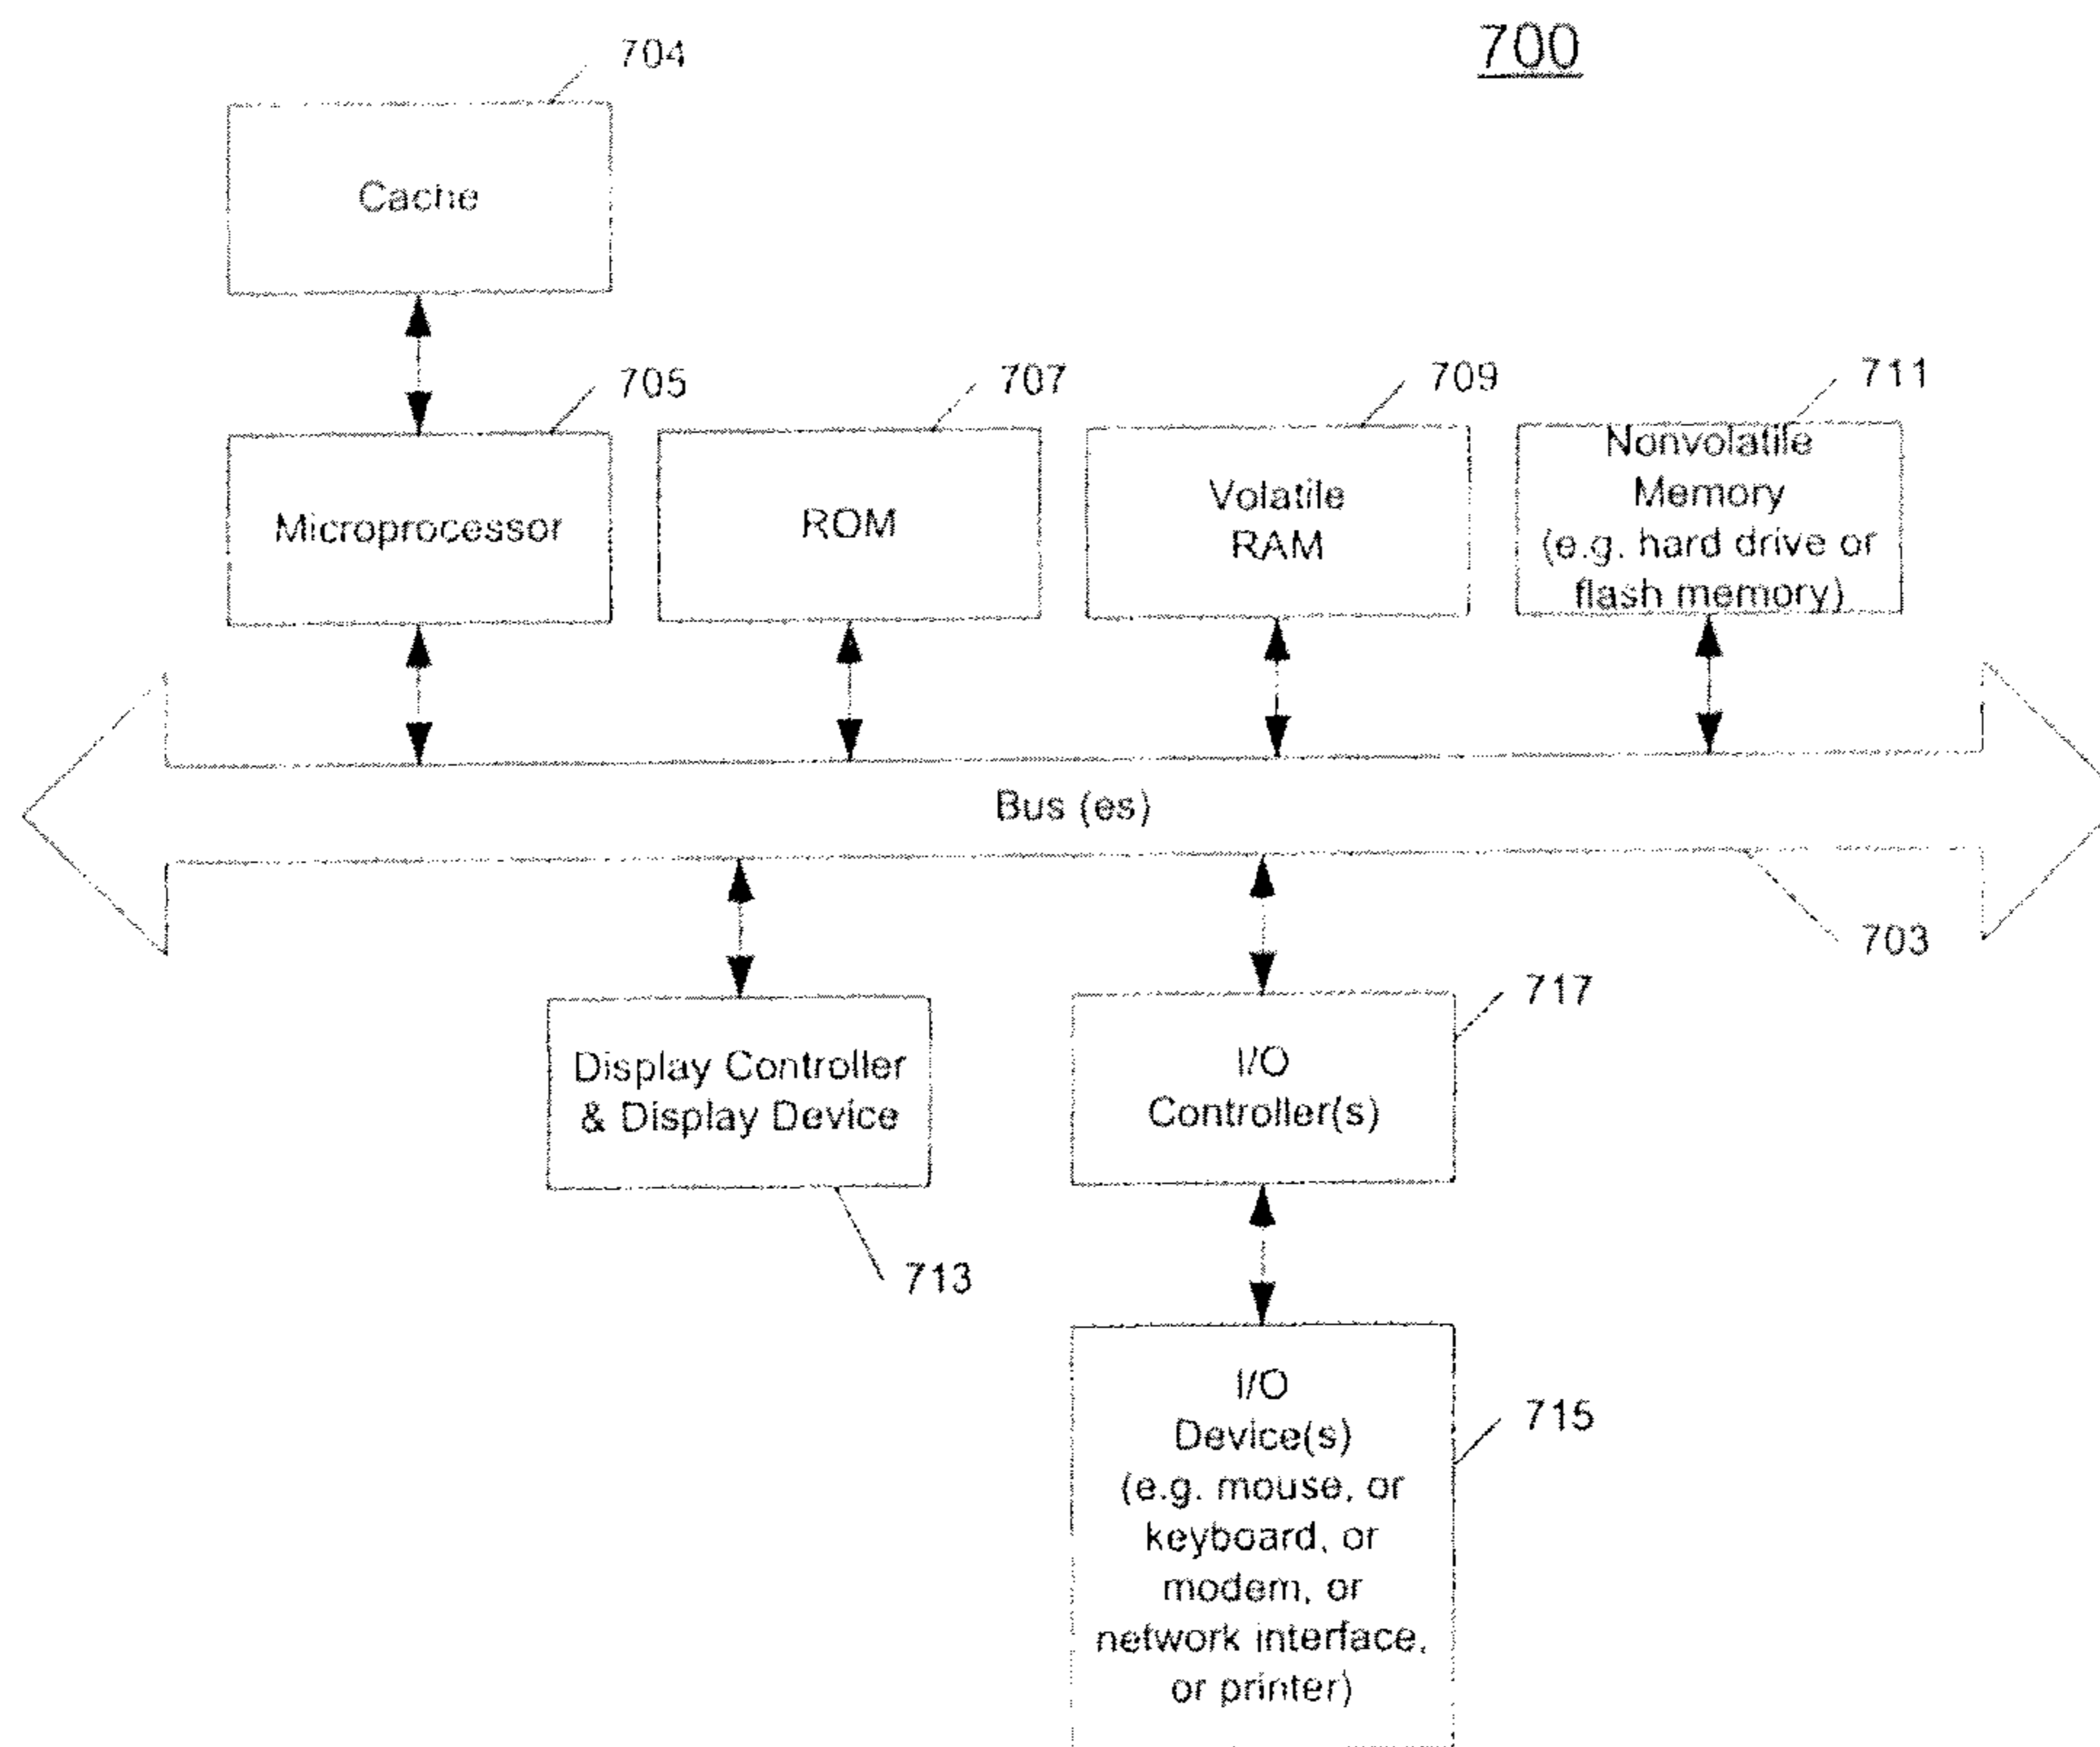 700
704
Cache
705
707
709
711
Microprocessor
ROM
Volatile
RAM
Nonvolatile
Memory
(e.g. hard drive or
flash memory)
Bus (es)
703
717
Display Controller
& Display Device
I/O
Controller(s)
713
I/O
Device(s)
(e.g. mouse, or
keyboard, or
modem, or
network interface,
or printer)
715